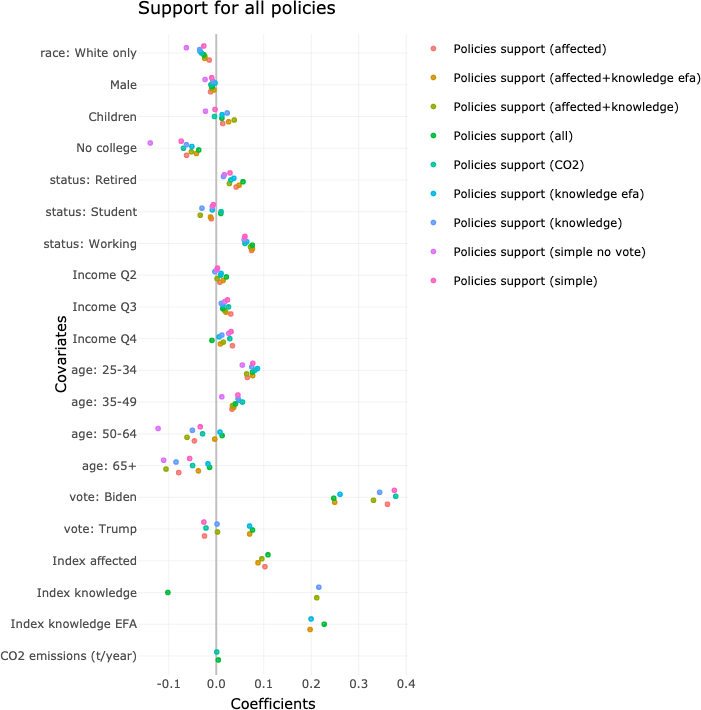 Support for all policies
race: White only
Male
Children
No college
status: Retired
status: Student
status: Working
Income Q2
Income Q3
Income Q4
age: 25-34
age: 35-49
age: 50-64
age: 65+
vote: Biden
vote: Trump
Index affected
Index knowledge
Index knowledge EFA
CO2 emissions (t/year)
Covariates
-0.1 0.0 0.1 0.2 0.3 0.4
Coefficients
Policies support (affected)
Policies support (affected+knowledge efa)
Policies support (affected+knowledge)
Policies support (all)
Policies support (CO2)
Policies support (knowledge efa)
Policies support (knowledge)
Policies support (simple no vote)
Policies support (simple)